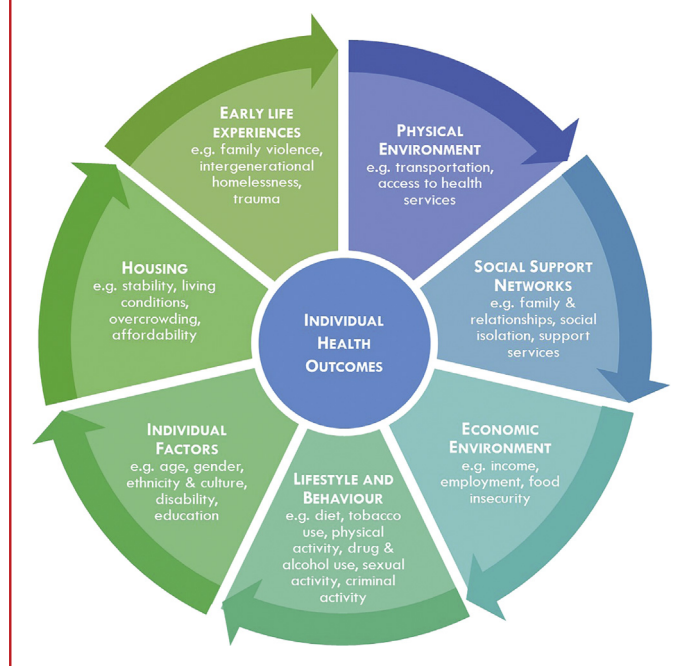 EARLY LIFE
EXPERIENCES
e.g. family violence,
intergenerational
homelessness,
trauma
PHYSICAL
ENVIRONMENT
e.g. transportation,
access to health
services
SOCIAL SUPPORT
NETWORKS
e.g. family &
relationships, social
isolation, support
services
ECONOMIC
ENVIRONMENT
e.g. income,
employment, food
insecurity
LIFESTYLE AND
BEHAVIOUR
e.g. diet, tobacco
use, physical
activity, drug &
alcohol use, sexual
activity, criminal
activity
INDIVIDUAL
FACTORS
e.g. age, gender,
ethnicity & culture,
disability,
education
HOUSING
e.g. stability, living
conditions,
overcrowding,
affordability
INDIVIDUAL
HEALTH
OUTCOMES